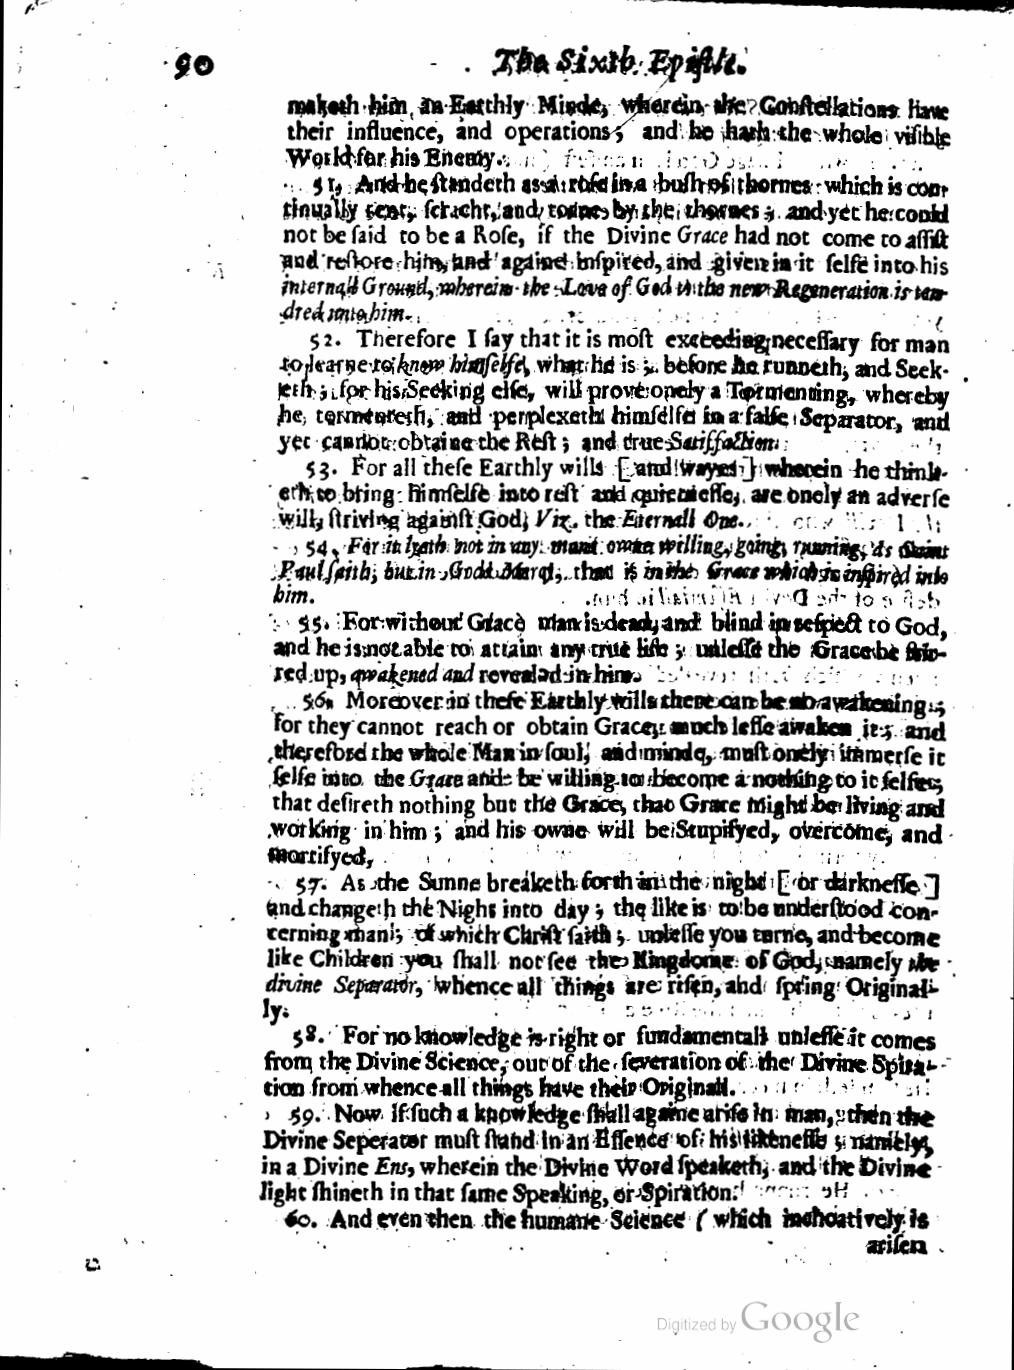 90 The Sixth Epistle.
maketh him an Earthly Minde, wherein the Constellations have
their influence, and operations; and he hath the whole visible
World for his Enemy.
51. And he standeth as a rose in a bush of thornes which is con-
tinually rent, scracht, and torne by the thornes; and yet he could
not be said to be a Rose, if the Divine Grace had not come to assist
and restore him, and againe inspired, and given in it selfe into his
internall Ground, wherein the Love of God in the new Regeneration is ten-
dred unto him.
52. Therefore I say that it is most exceeding necessary for man
to learne to know himselfe, what he is; before he runneth, and Seek-
eth; for his Seeking else, will prove onely a Tormenting, whereby
he tormenteth, and perplexeth himselfe in a false Separator, and
yet cannot obtaine the Rest; and true Satisfaction.
53. For all these Earthly wills [and wayes] wherein he think-
eth to bring himselfe into rest and quietnesse, are onely an adverse
will, striving against God, Viz. the Eternall One.
54. For it lyeth not in any mans owne willing, going, running, as Saint
Paul saith; but in Gods Mercy; that is in the Grace which is inspired into
him.
55. For without Grace man is dead, and blind in respect to God,
and he is not able to attain any true life; unlesse the Grace be stir-
red up, awakened and revealed in him.
56. Moreover in these Earthly wills there can be no awakening;
for they cannot reach or obtain Grace; much lesse awaken it; and
therefore the whole Man in soul, and minde, must onely immerse it
selfe into the Grace and be willing to become a nothing to it selfe;
that desireth nothing but the Grace, that Grace might be living and
working in him; and his owne will be Stupifyed, overcome, and
mortifyed,
57. As the Sunne breaketh forth in the night [or darknesse]
and changeth the Night into day; the like is to be understood con-
cerning man; of which Christ saith; unlesse you turne, and become
like Children you shall not see the Kingdome of God, namely the
divine Separator, whence all things are risen, and spring Original-
ly.
58. For no knowledge is right or fundamentall unlesse it comes
from the Divine Science, out of the severation of the Divine Spira-
tion from whence all things have their Originall.
59. Now if such a knowledge shall againe arise in man, then the
Divine Seperator must stand in an Essence of his likenesse; namely,
in a Divine Ens, wherein the Divine Word speaketh, and the Divine
light shineth in that same Speaking, or Spiration.
60. And even then the humane Science (which inchoatively is
arisen
Digitized by Google